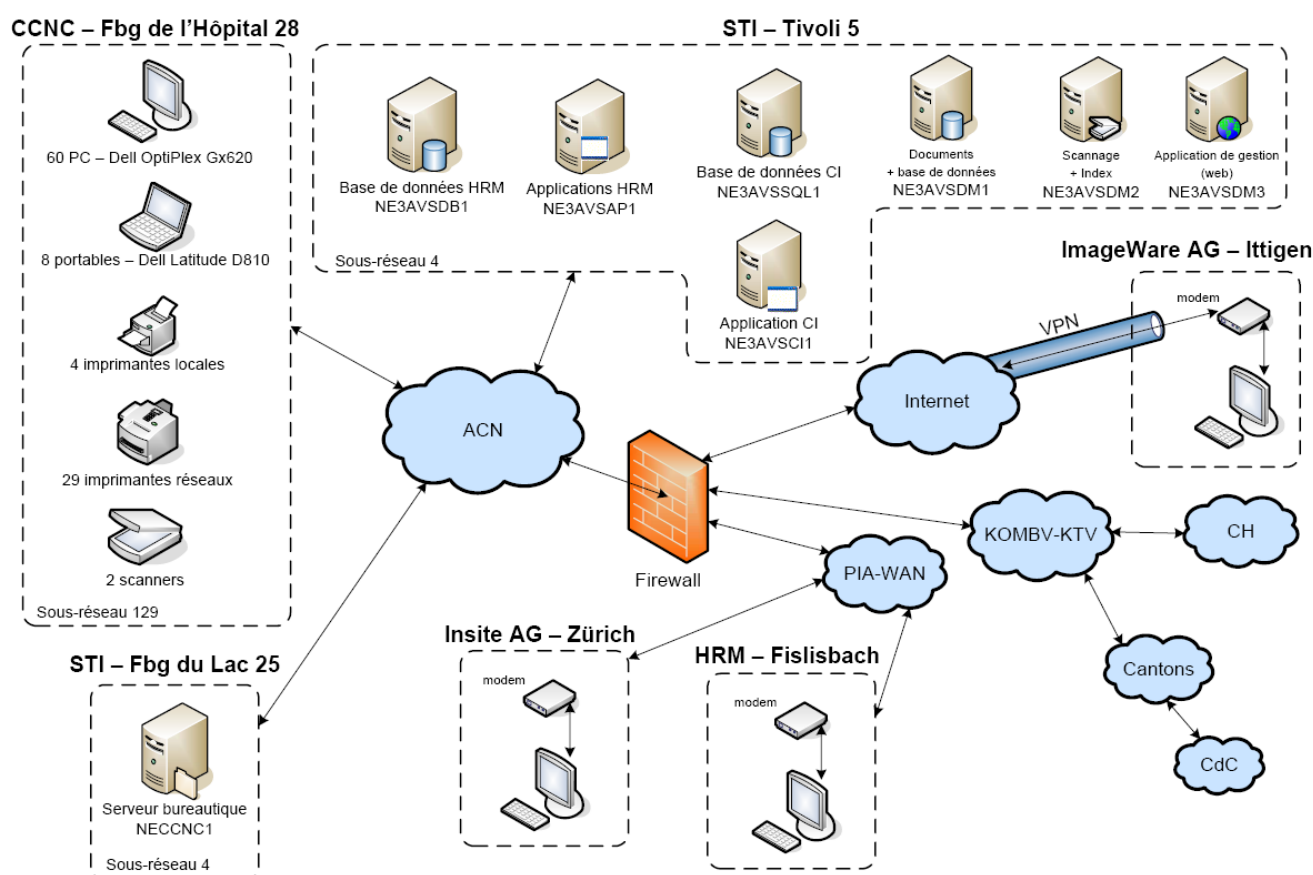 CCNC – Fbg de l'Hôpital 28
60 PC – Dell OptiPlex Gx620
8 portables – Dell Latitude D810
4 imprimantes locales
29 imprimantes réseaux
2 scanners
Sous-réseau 129
STI – Tivoli 5
Base de données HRM
NE3AVSDB1
Applications HRM
NE3AVSAP1
Base de données CI
NE3AVSSQL1
Documents
+ base de données
NE3AVSDM1
Scannage
+ Index
NE3AVSDM2
Application de gestion
(web)
NE3AVSDM3
Sous-réseau 4
Application CI
NE3AVSCI1
ImageWare AG – Ittigen
modem
VPN
Internet
ACN
Firewall
KOMBV-KTV
CH
PIA-WAN
Cantons
CdC
STI – Fbg du Lac 25
Serveur bureautique
NECCNC1
Sous-réseau 4
Insite AG – Zürich
modem
HRM – Fislisbach
modem